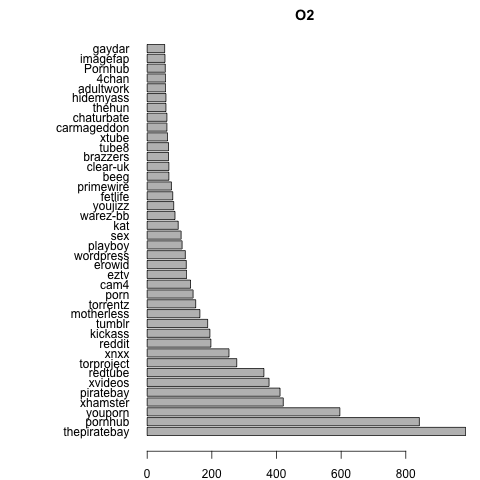 O2
gaydar
imagefap
Pornhub
4chan
adultwork
hidemyass
thehun
chaturbate
carmageddon
xtube
tube8
brazzers
clear-uk
beeg
primewire
fetlife
youjizz
warez-bb
kat
sex
playboy
wordpress
erowid
eztv
cam4
porn
torrentz
motherless
tumblr
kickass
reddit
xnxx
torproject
redtube
xvideos
piratebay
xhamster
youporn
pornhub
thepiratebay
0 200 400 600 800